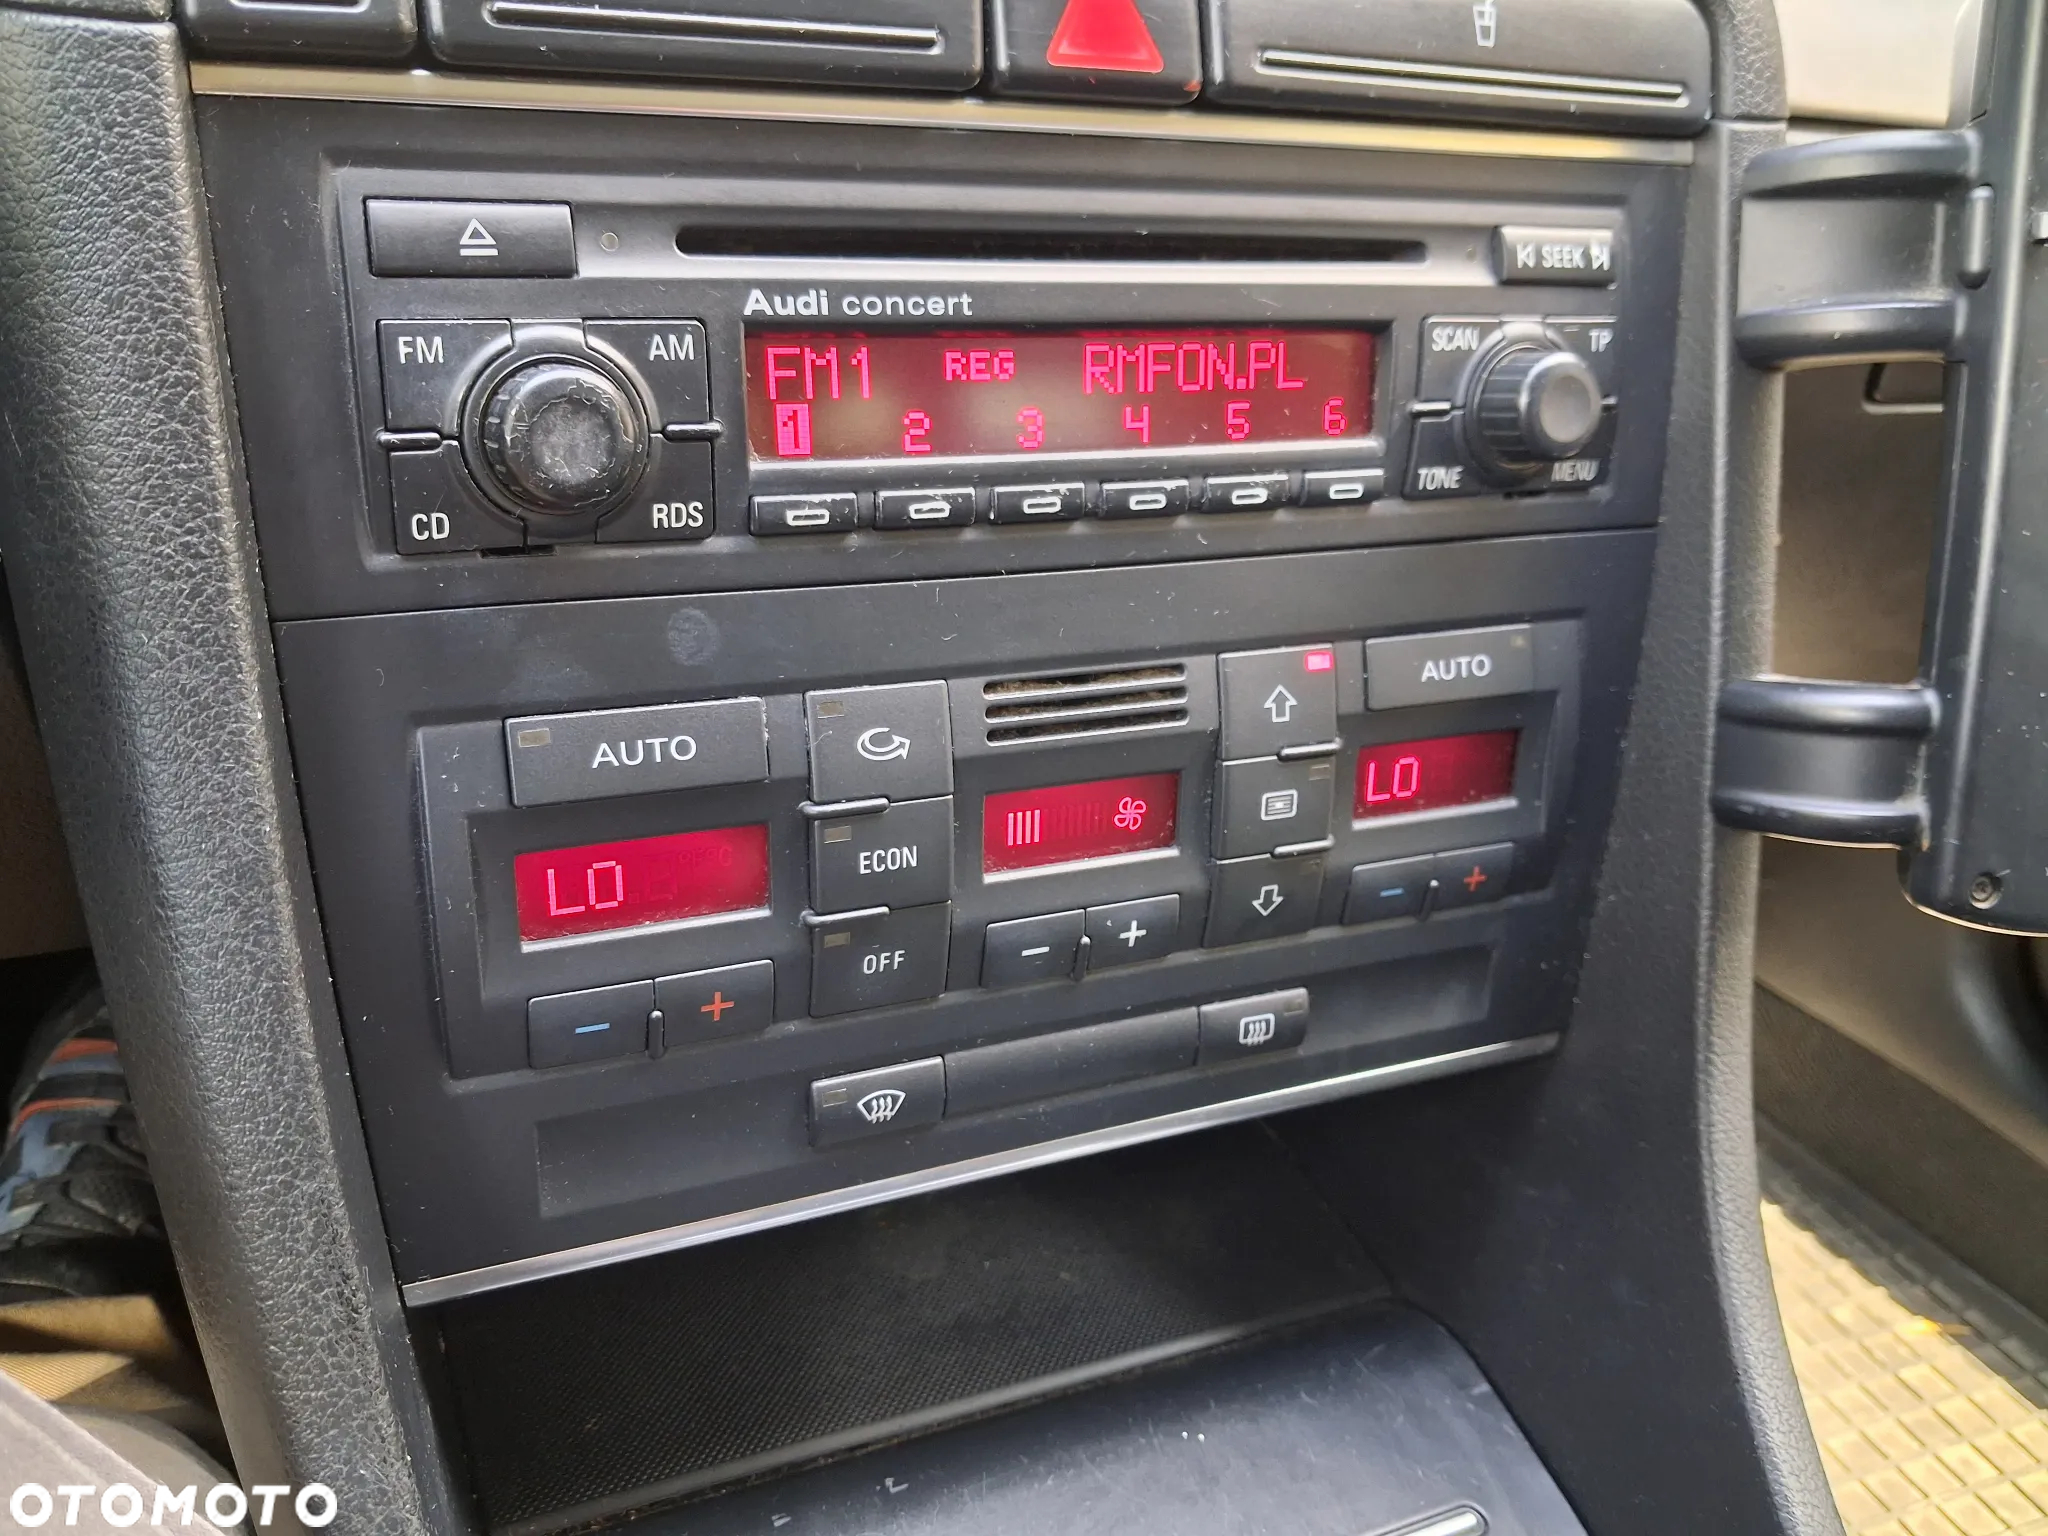 SEEK
Audi concert
FM AM
FM1 REG RMFON.PL
SCAN TP
1 2 3 4 5 6
CD RDS
TONE MENU
AUTO AUTO
LO
ECON
LO
OFF
OTOMOTO